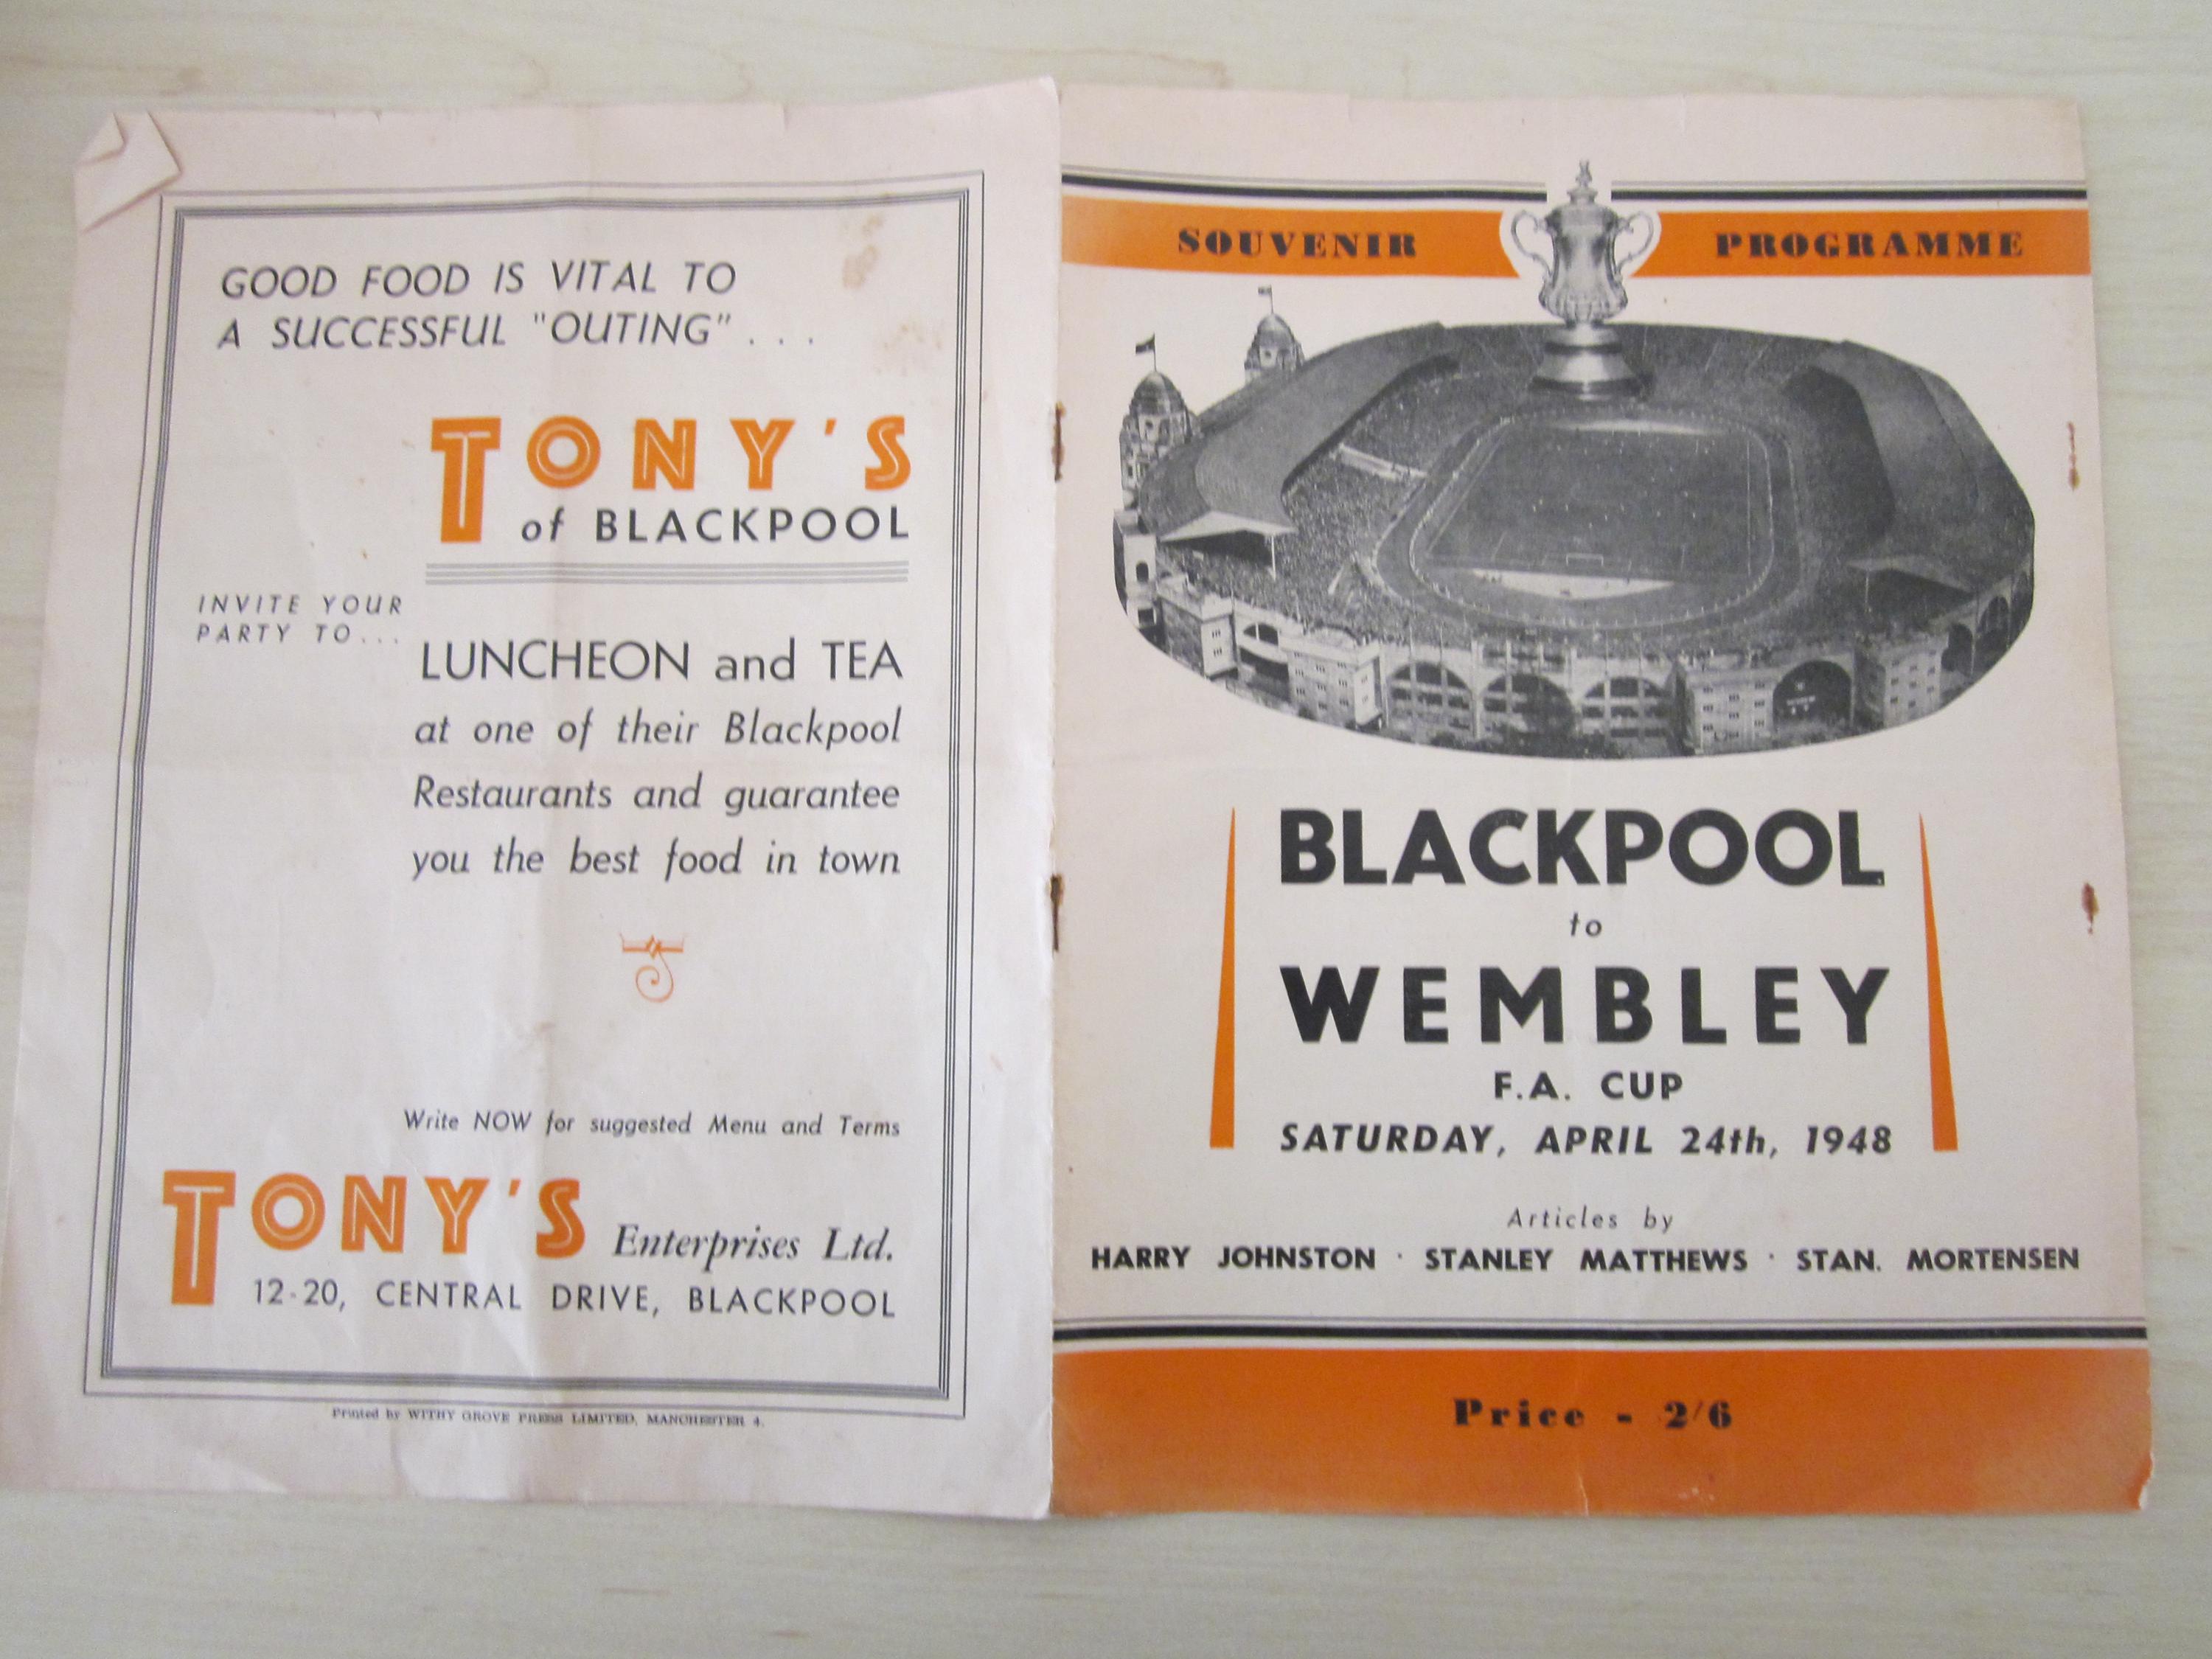 GOOD FOOD IS VITAL TO
A SUCCESSFUL "OUTING" . . .
TONY'S
of BLACKPOOL
INVITE YOUR
PARTY TO...
LUNCHEON and TEA
at one of their Blackpool
Restaurants and guarantee
you the best food in town
Write NOW for suggested Menu and Terms
TONY'S Enterprises Ltd.
12-20, CENTRAL DRIVE, BLACKPOOL
Printed by WITHY GROVE PRESS LIMITED, MANCHESTER 4.
SOUVENIR PROGRAMME
BLACKPOOL
to
WEMBLEY
F.A. CUP
SATURDAY, APRIL 24th, 1948
Articles by
HARRY JOHNSTON · STANLEY MATTHEWS · STAN. MORTENSEN
Price - 2/6